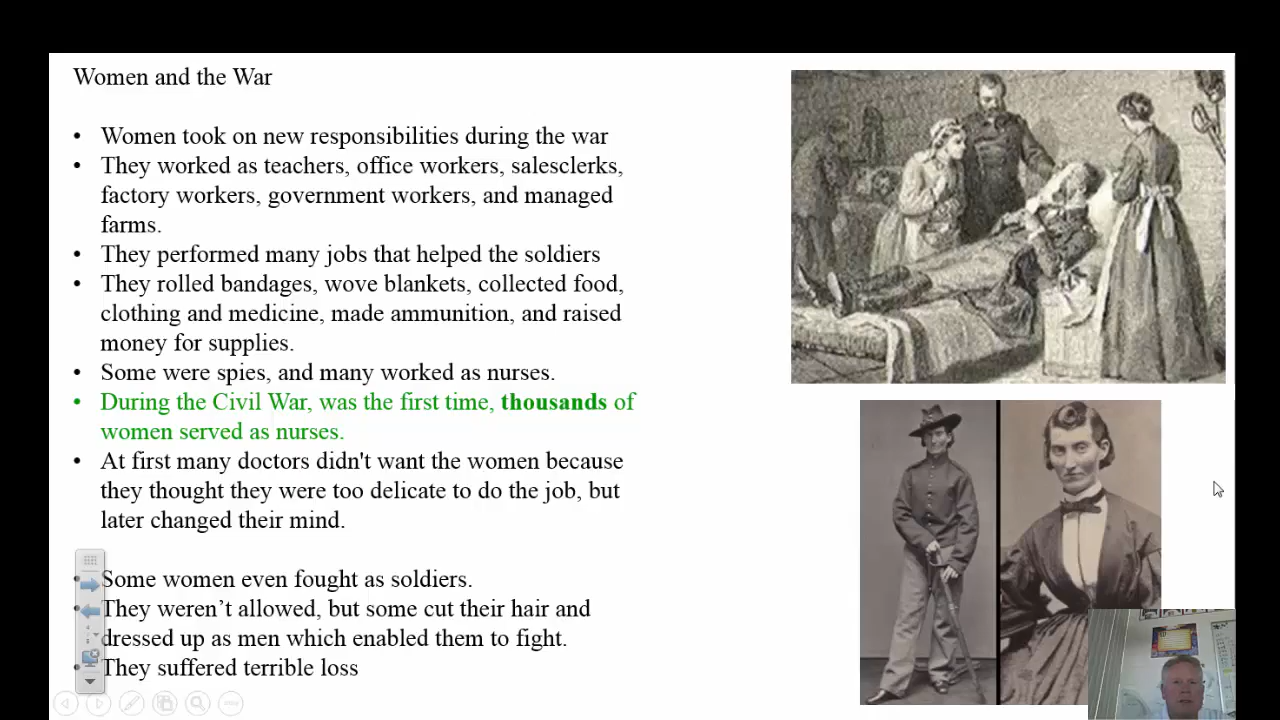 Women and the War
• Women took on new responsibilities during the war
• They worked as teachers, office workers, salesclerks,
factory workers, government workers, and managed
farms.
• They performed many jobs that helped the soldiers
• They rolled bandages, wove blankets, collected food,
clothing and medicine, made ammunition, and raised
money for supplies.
• Some were spies, and many worked as nurses.
• During the Civil War, was the first time, thousands of
women served as nurses.
• At first many doctors didn't want the women because
they thought they were too delicate to do the job, but
later changed their mind.
• Some women even fought as soldiers.
• They weren’t allowed, but some cut their hair and
dressed up as men which enabled them to fight.
• They suffered terrible loss